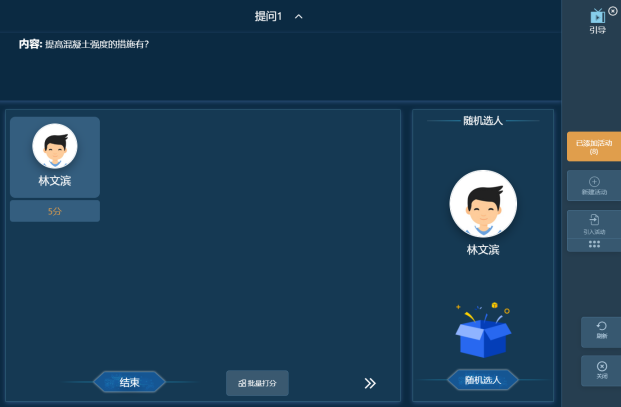 提问1
引导
内容: 提高混凝土强度的措施有?
随机选人
林文滨
5分
林文滨
已添加活动
新建活动
引入活动
刷新
关闭
结束
批量打分
随机选人